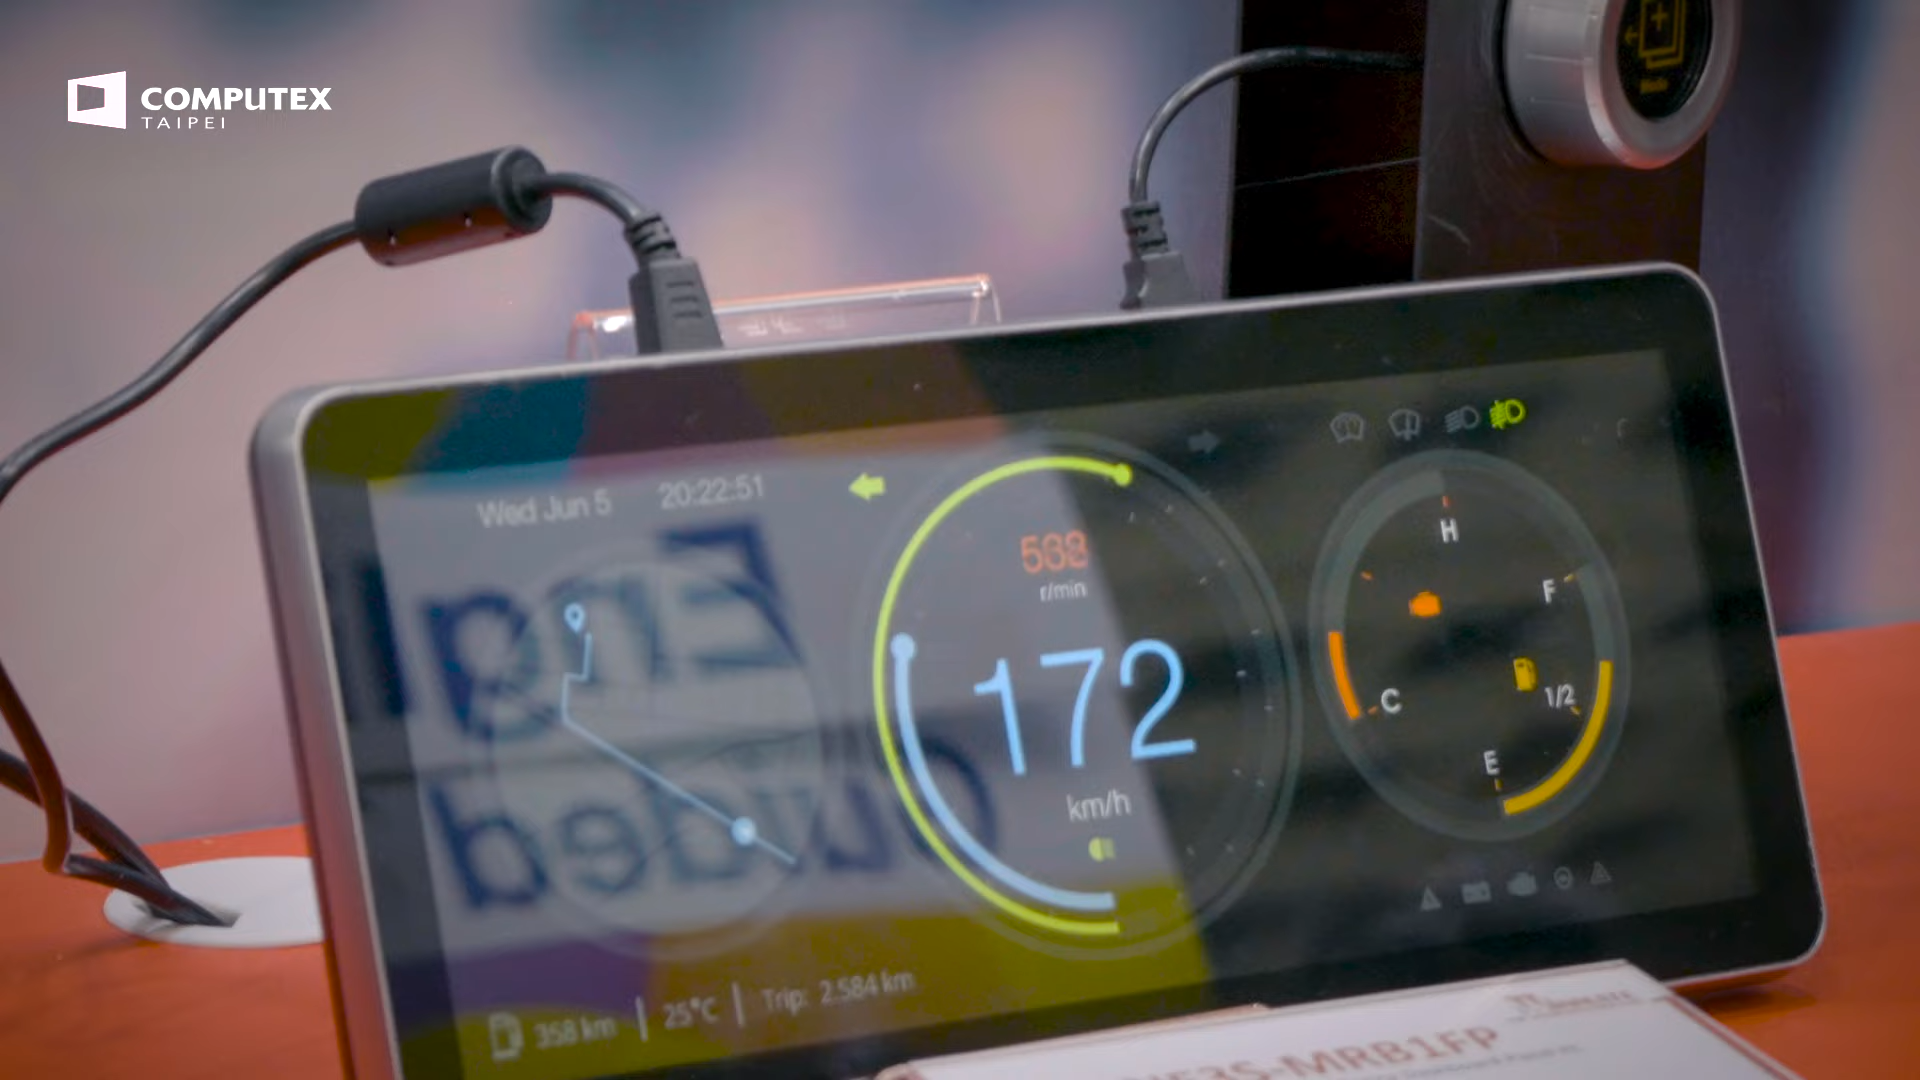 COMPUTEX
TAIPEI
Wed Jun 5 20:22:51
r/min
172
km/h
H
C
F
1/2
E
358 km | 25°C | Trip: 2.584 km
MRB1FP